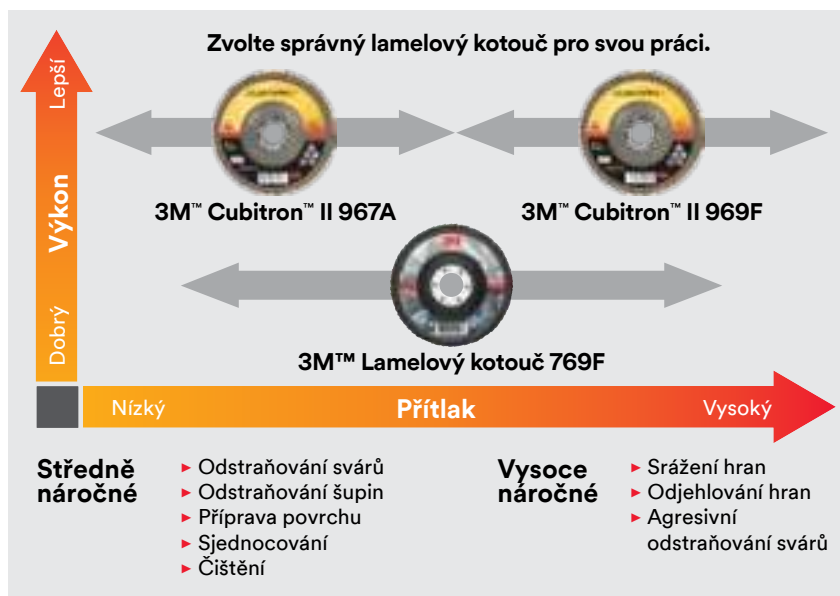 Zvolte správný lamelový kotouč pro svou práci.
Lepší
Výkon
Dobrý
3M™ Cubitron™ II 967A
3M™ Cubitron™ II 969F
3M
3M™ Lamelový kotouč 769F
Nízký
Přítlak
Vysoký
Středně
náročné
▸ Odstraňování svárů
▸ Odstraňování šupin
▸ Příprava povrchu
▸ Sjednocování
▸ Čištění
Vysoce
náročné
▸ Srážení hran
▸ Odjehlování hran
▸ Agresivní
odstraňování svárů